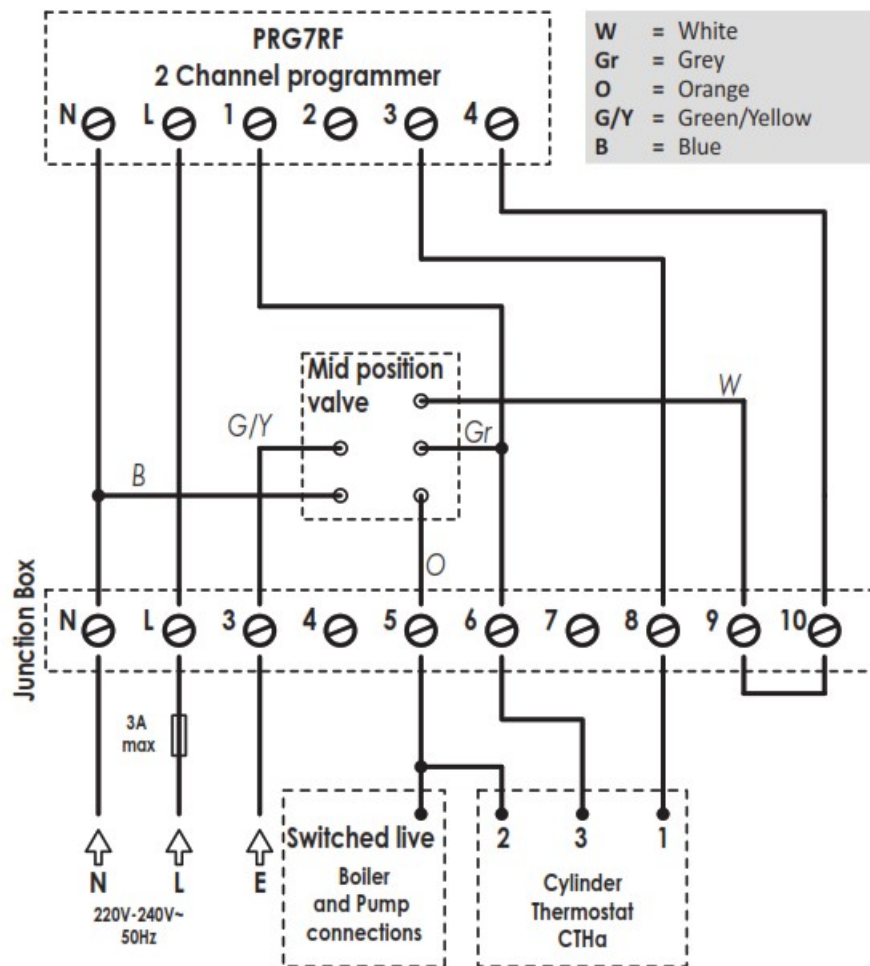 PRG7RF
2 Channel programmer
N L 1 2 3 4
W = White
Gr = Grey
O = Orange
G/Y = Green/Yellow
B = Blue
Mid position
valve
W
G/Y
Gr
B
O
Junction Box
N L 3 4 5 6 7 8 9 10
3A
max
Switched live
Boiler
and Pump
connections
2 3 1
Cylinder
Thermostat
CTHa
N L E
220V-240V~
50Hz